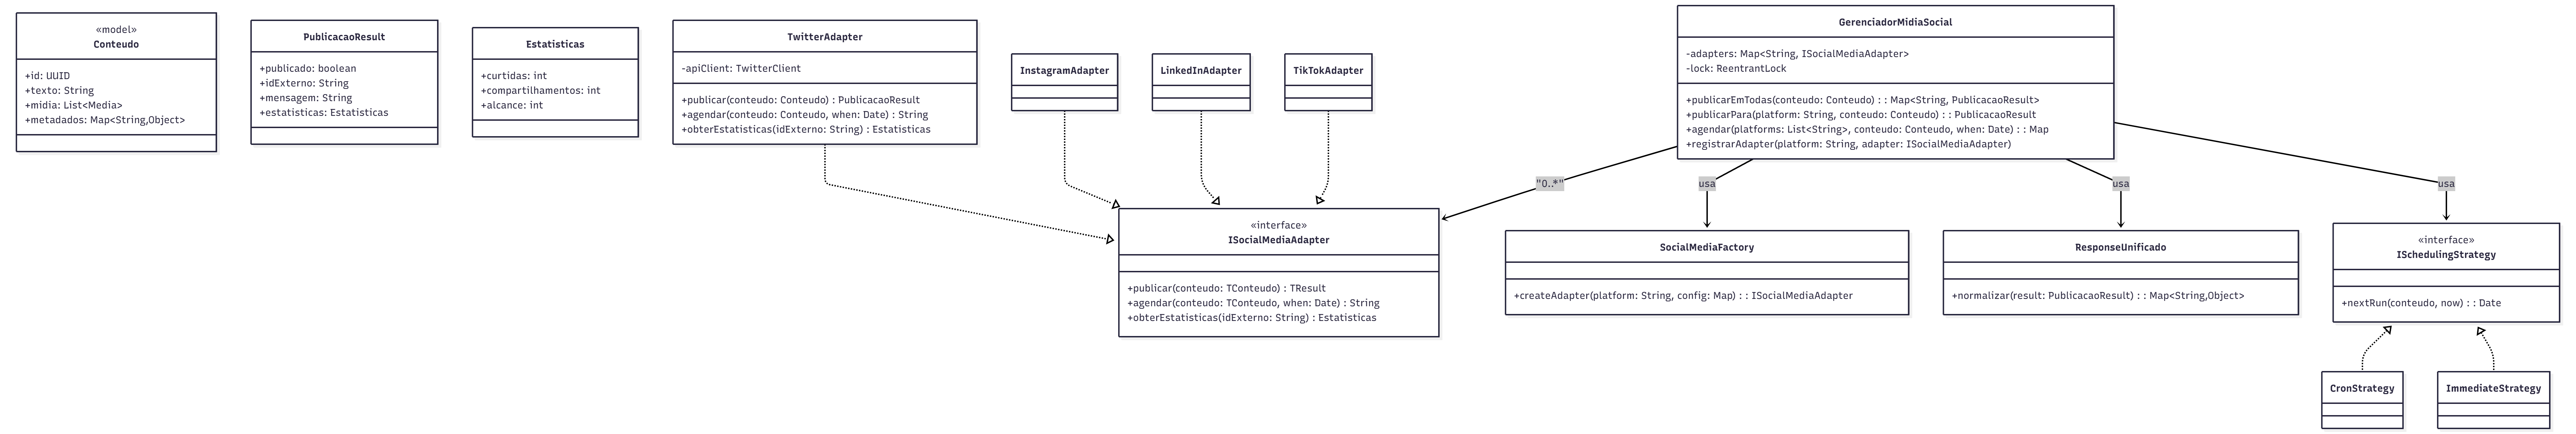 «model»
Conteudo
+id: UUID
+texto: String
+midia: List<Media>
+metadados: Map<String,Object>
PublicacaoResult
+publicado: boolean
+idExterno: String
+mensagem: String
+estatisticas: Estatisticas
Estatisticas
+curtidas: int
+compartilhamentos: int
+alcance: int
TwitterAdapter
-apiClient: TwitterClient
+publicar(conteudo: Conteudo) : PublicacaoResult
+agendar(conteudo: Conteudo, when: Date) : String
+obterEstatisticas(idExterno: String) : Estatisticas
InstagramAdapter
LinkedInAdapter
TikTokAdapter
GerenciadorMidiaSocial
-adapters: Map<String, ISocialMediaAdapter>
-lock: ReentrantLock
+publicarEmTodas(conteudo: Conteudo) : : Map<String, PublicacaoResult>
+publicarPara(platform: String, conteudo: Conteudo) : : PublicacaoResult
+agendar(platforms: List<String>, conteudo: Conteudo, when: Date) : : Map
+registrarAdapter(platform: String, adapter: ISocialMediaAdapter)
"0..*"
usa
usa
usa
«interface»
ISocialMediaAdapter
+publicar(conteudo: TConteudo) : TResult
+agendar(conteudo: TConteudo, when: Date) : String
+obterEstatisticas(idExterno: String) : Estatisticas
SocialMediaFactory
+createAdapter(platform: String, config: Map) : : ISocialMediaAdapter
ResponseUnificado
+normalizar(result: PublicacaoResult) : : Map<String,Object>
«interface»
ISchedulingStrategy
+nextRun(conteudo, now) : : Date
CronStrategy
ImmediateStrategy